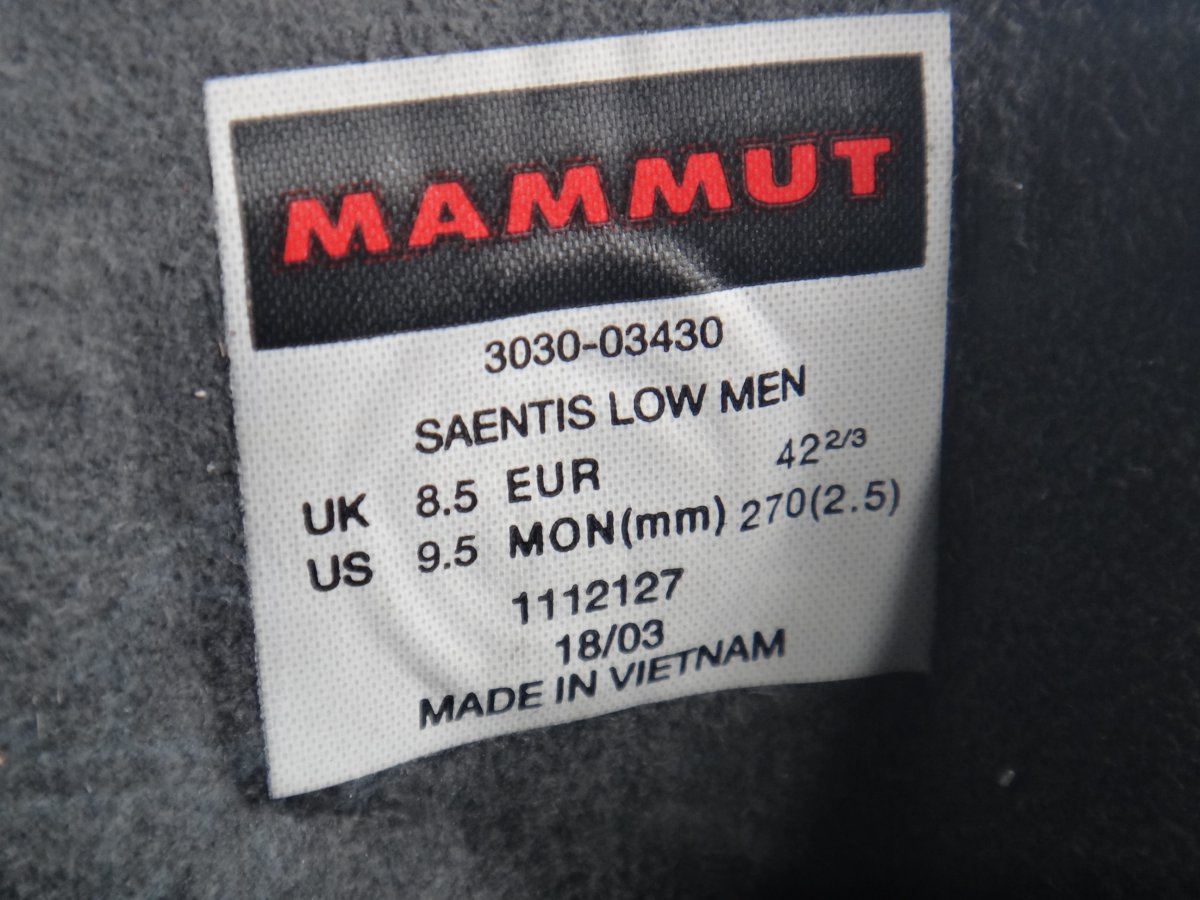 MAMMUT
3030-03430
SAENTIS LOW MEN
UK 8.5 EUR 42 2/3
US 9.5 MON(mm) 270(2.5)
1112127
18/03
MADE IN VIETNAM